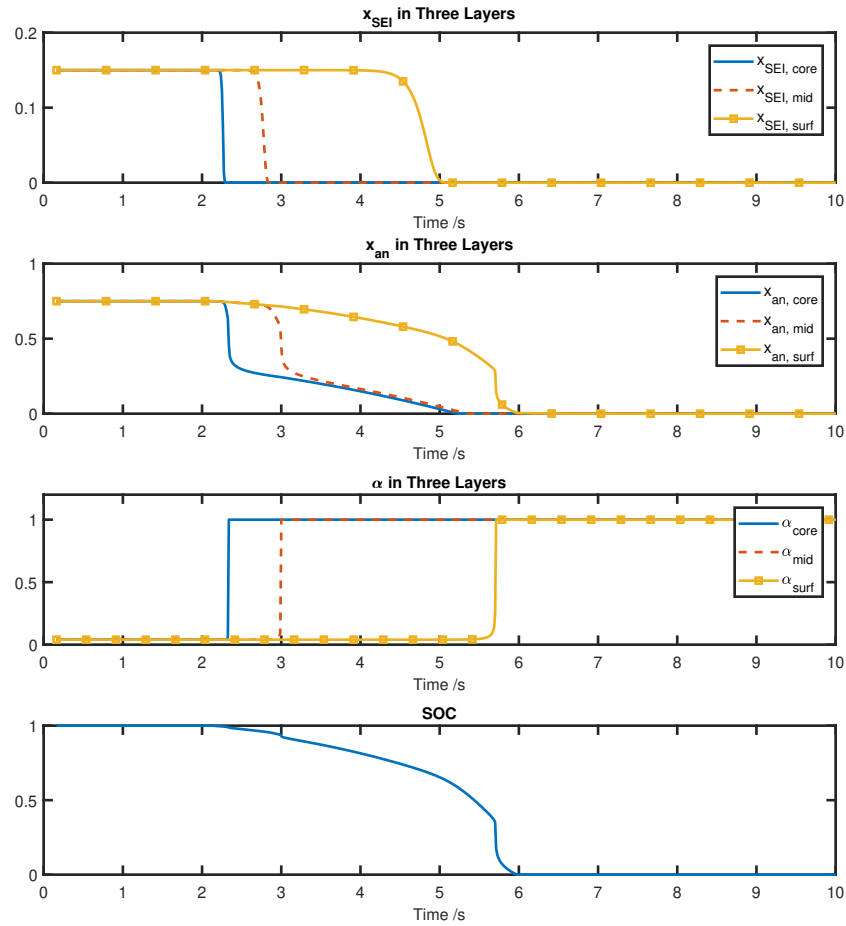 x_SEI in Three Layers
0.2
0.1
0
x_SEI, core
x_SEI, mid
x_SEI, surf
0 1 2 3 4 5 6 7 8 9 10
Time /s
x_an in Three Layers
1
0.5
0
x_an, core
x_an, mid
x_an, surf
0 1 2 3 4 5 6 7 8 9 10
Time /s
α in Three Layers
1
0.5
0
α_core
α_mid
α_surf
0 1 2 3 4 5 6 7 8 9 10
Time /s
SOC
1
0.5
0
0 1 2 3 4 5 6 7 8 9 10
Time /s